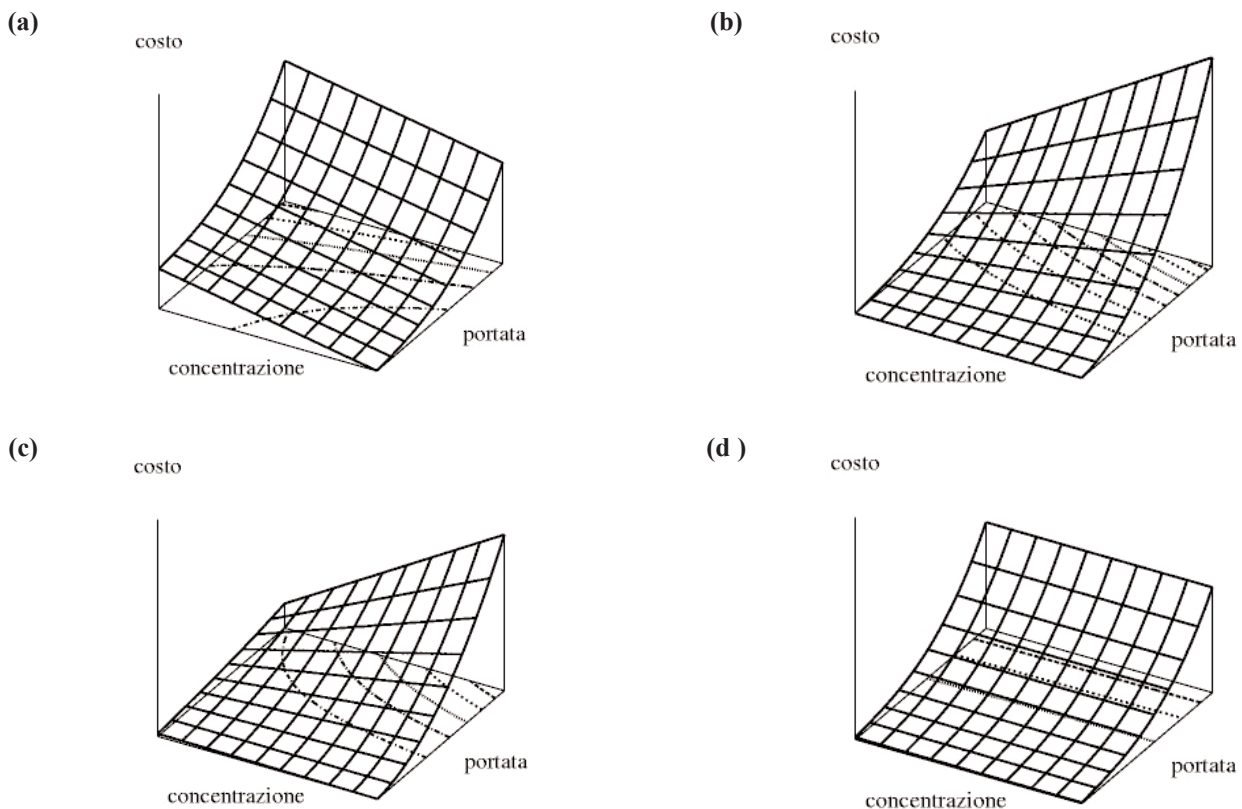 (a)
costo
portata
concentrazione
(b)
costo
portata
concentrazione
(c)
costo
portata
concentrazione
(d )
costo
portata
concentrazione